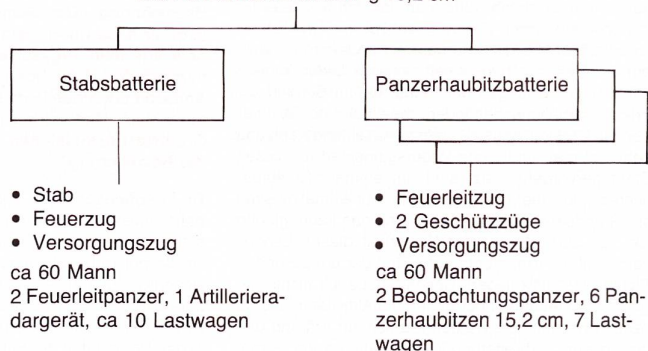 Stabsbatterie
Panzerhaubitzbatterie
• Stab
• Feuerzug
• Versorgungszug
ca 60 Mann
2 Feuerleitpanzer, 1 Artilleriera-
dargerät, ca 10 Lastwagen
• Feuerleitzug
• 2 Geschützzüge
• Versorgungszug
ca 60 Mann
2 Beobachtungspanzer, 6 Pan-
zerhaubitzen 15,2 cm, 7 Last-
wagen